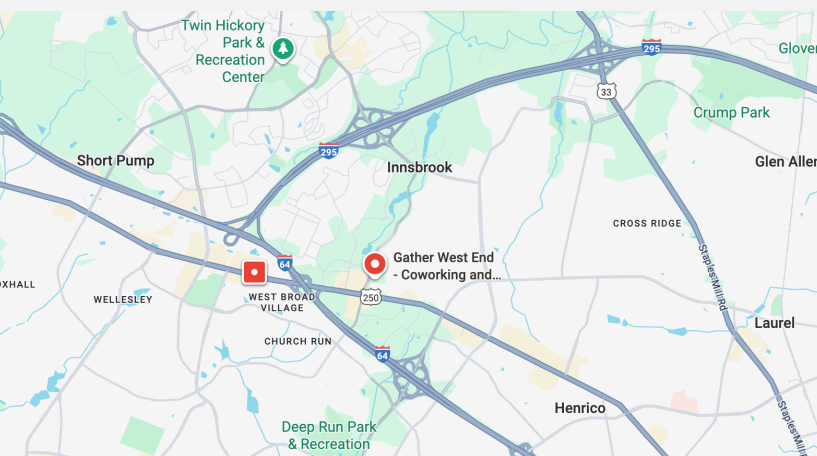 Twin Hickory
Park &
Recreation
Center
295
Glover
33
Crump Park
Short Pump
295
Innsbrook
Glen Allen
CROSS RIDGE
64
Gather West End
- Coworking and...
OXHALL
WELLESLEY
WEST BROAD
VILLAGE
250
Staples Mill Rd
Laurel
CHURCH RUN
64
Henrico
Staples Mill
Deep Run Park
& Recreation